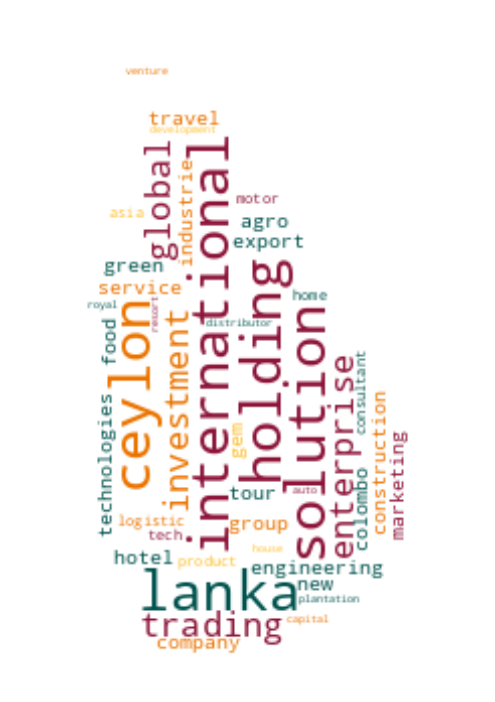 venture
travel
development
global
international
industrie
motor
asia
agro
export
green
holding
service
home
royal
resort
ceylon
solution
investment
distributor
food
enterprise
consultant
technologies
gem
construction
marketing
colombo
tour
auto
logistic
group
tech
house
hotel
product
engineering
lanka
new
plantation
trading
capital
company